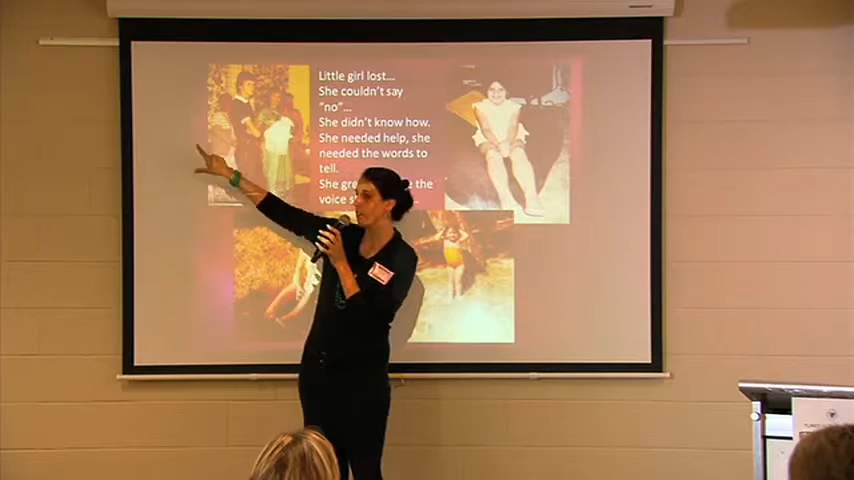 Little girl lost...
She couldn't say
"no"...
She didn't know how.
She needed help, she
needed the words to
tell.
She the
voice